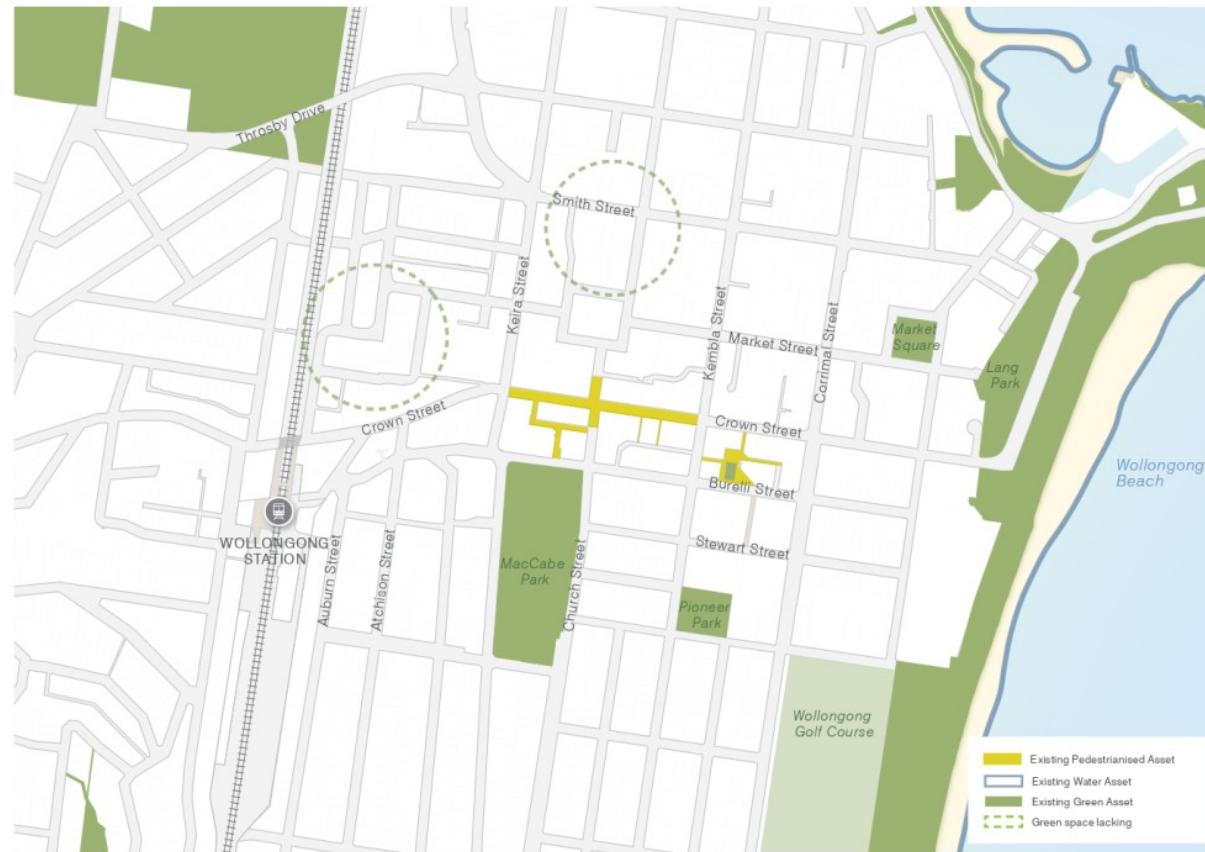 Throsby Drive
Smith Street
Keira Street
Kembla Street
Corrimal Street
Market Street
Market
Square
Lang
Park
Crown Street
Crown Street
Wollongong
Beach
Burelli Street
WOLLONGONG
STATION
Stewart Street
MacCabe
Park
Auburn Street
Atchison Street
Church Street
Pioneer
Park
Wollongong
Golf Course
Existing Pedestrianised Asset
Existing Water Asset
Existing Green Asset
Green space lacking